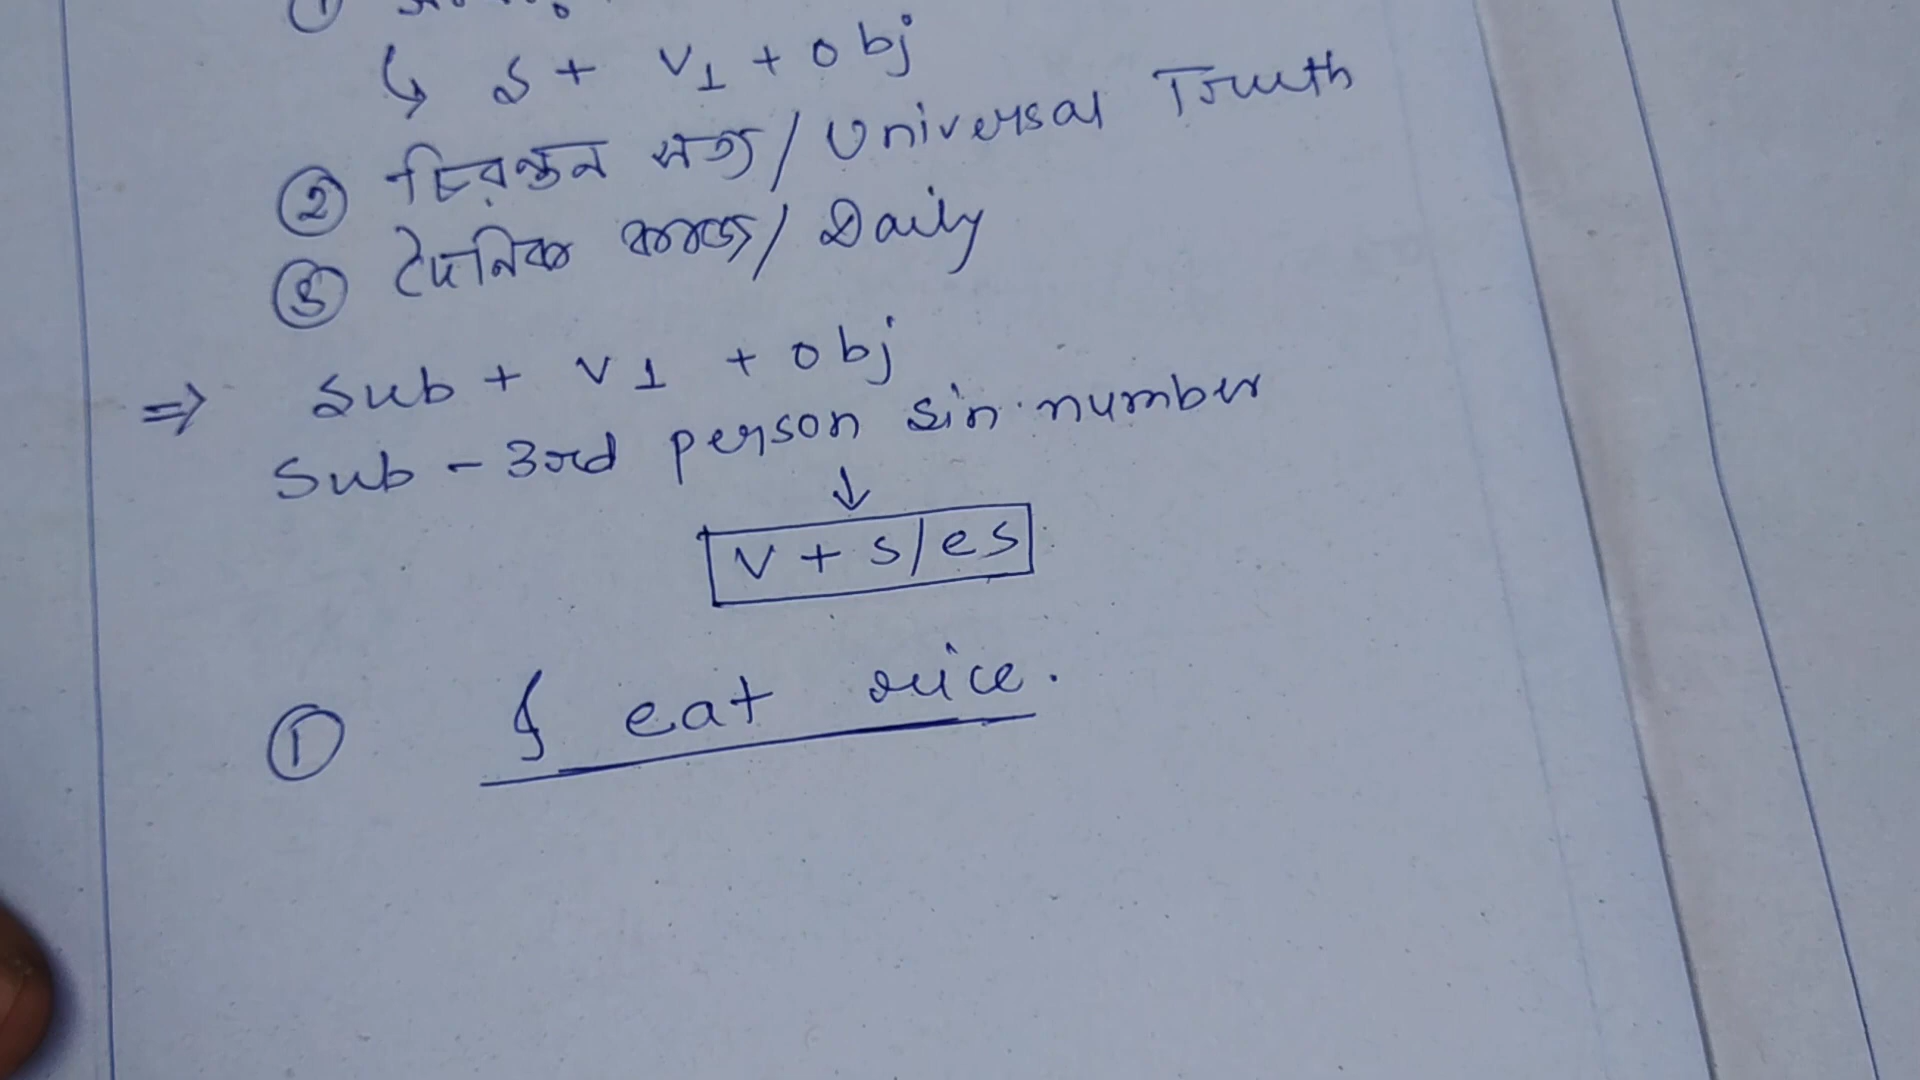 ①
↳ S + V1 + obj
② চিরন্তন সত্য / Universal Truth
③ দৈনিক কাজ / Daily
⇒ Sub + V1 + obj
Sub - 3rd person sin. number
↓
V + s/es
① I eat rice.